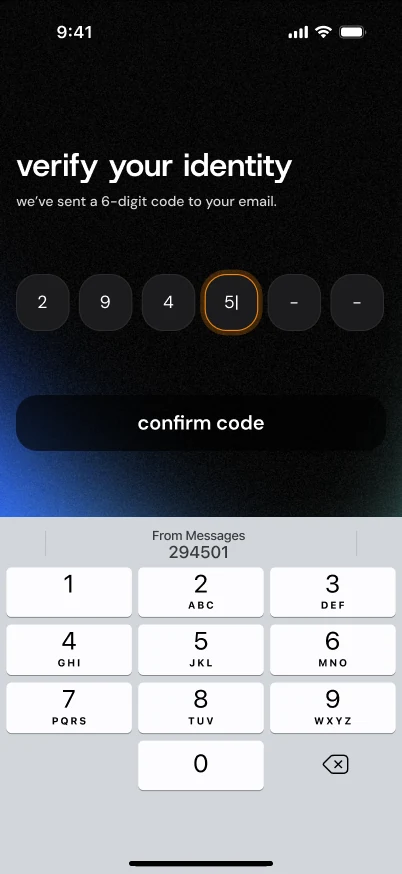 9:41
verify your identity
we've sent a 6-digit code to your email.
2 9 4 5| - -
confirm code
From Messages
294501
1 2 3
ABC DEF
4 5 6
GHI JKL MNO
7 8 9
PQRS TUV WXYZ
0